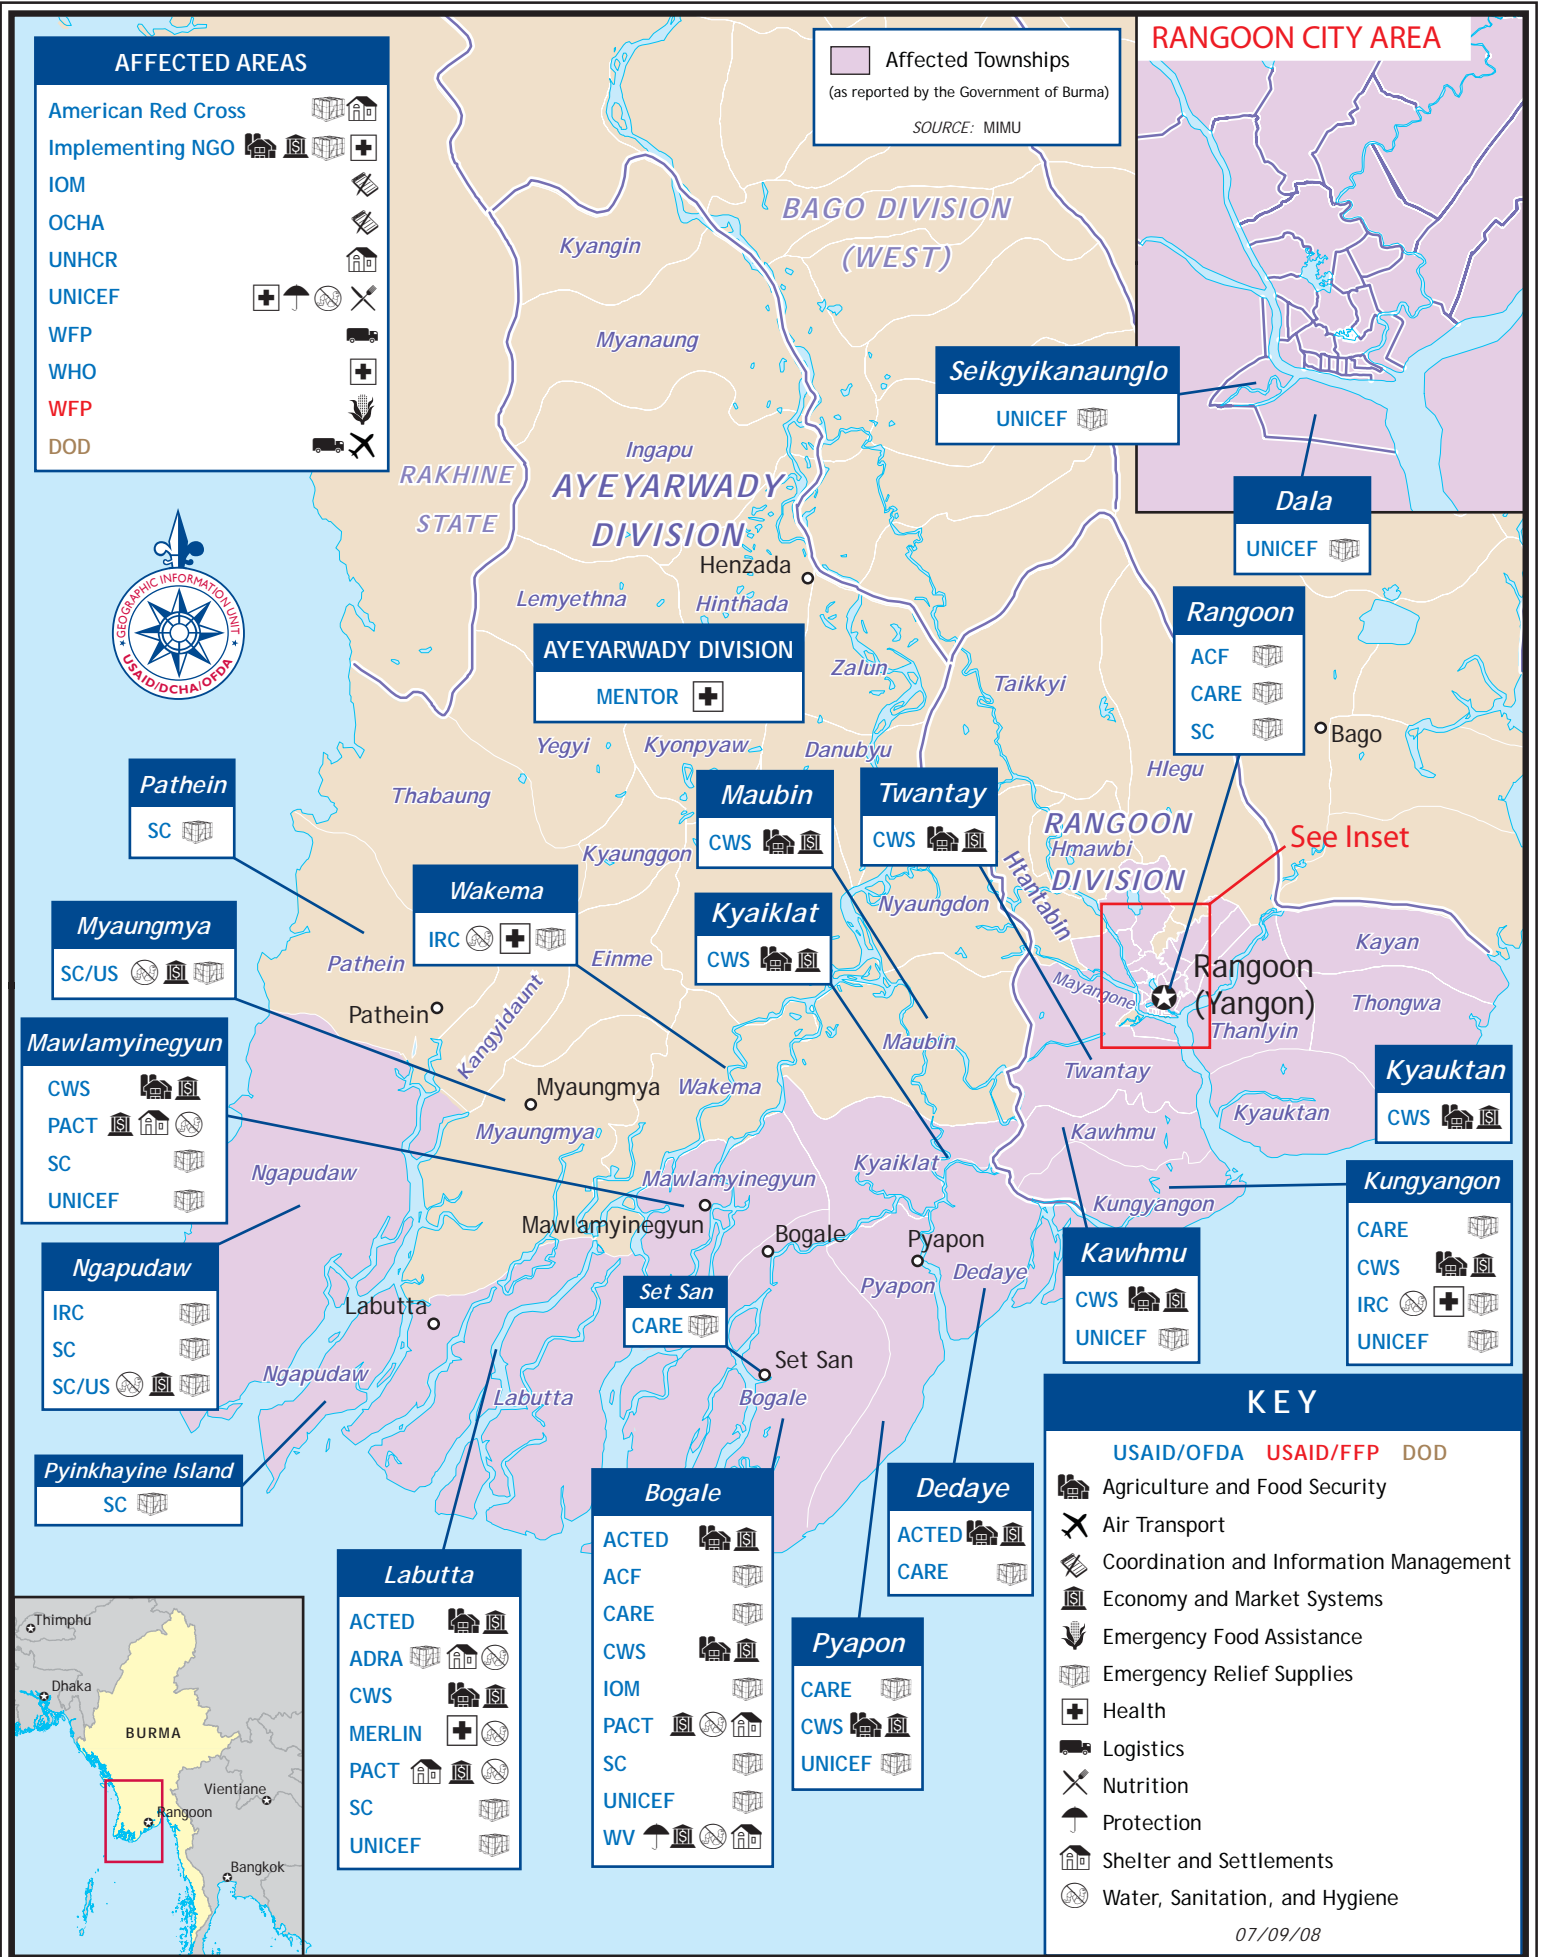 AFFECTED AREAS
American Red Cross
Implementing NGO
IOM
OCHA
UNHCR
UNICEF
WFP
WHO
WFP
DOD
Affected Townships
(as reported by the Government of Burma)
SOURCE: MIMU
RANGOON CITY AREA
Seikgyikanaunglo
UNICEF
Dala
UNICEF
BAGO DIVISION
(WEST)
Kyangin
Myanaung
Ingapu
RAKHINE
STATE
AYEYARWADY
DIVISION
Henzada
Lemyethna
Hinthada
GEOGRAPHIC INFORMATION UNIT
USAID/DCHA/OFDA
AYEYARWADY DIVISION
MENTOR
Zalun
Taikkyi
Rangoon
ACF
CARE
SC
Bago
Yegyi
Kyonpyaw
Danubyu
Hlegu
Thabaung
Pathein
SC
Maubin
CWS
Twantay
CWS
RANGOON
Hmawbi
DIVISION
See Inset
Kyaunggon
Htantabin
Wakema
IRC
Kyaiklat
CWS
Nyaungdon
Myaungmya
SC/US
Pathein
Einme
Kayan
Mayangone
Rangoon
(Yangon)
Thongwa
Pathein
Kangyidaunt
Thanlyin
Maubin
Mawlamyinegyun
CWS
PACT
SC
UNICEF
Myaungmya
Wakema
Twantay
Kyauktan
CWS
Kyauktan
Myaungmya
Kawhmu
Ngapudaw
Mawlamyinegyun
Kyaiklat
Kungyangon
Kungyangon
CARE
CWS
IRC
UNICEF
Mawlamyinegyun
Bogale
Pyapon
Kawhmu
CWS
UNICEF
Ngapudaw
IRC
SC
SC/US
Set San
CARE
Pyapon
Dedaye
Labutta
Set San
Ngapudaw
Labutta
Bogale
Pyinkhayine Island
SC
Labutta
ACTED
ADRA
CWS
MERLIN
PACT
SC
UNICEF
Bogale
ACTED
ACF
CARE
CWS
IOM
PACT
SC
UNICEF
WV
Dedaye
ACTED
CARE
Pyapon
CARE
CWS
UNICEF
KEY
USAID/OFDA USAID/FFP DOD
Agriculture and Food Security
Air Transport
Coordination and Information Management
Economy and Market Systems
Emergency Food Assistance
Emergency Relief Supplies
Health
Logistics
Nutrition
Protection
Shelter and Settlements
Water, Sanitation, and Hygiene
07/09/08
Thimphu
Dhaka
BURMA
Vientiane
Rangoon
Bangkok